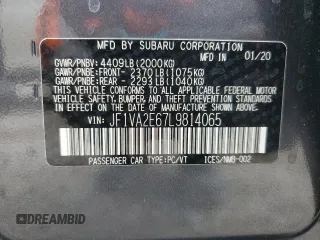 MFD. BY SUBARU CORPORATION
GVWR/PNBV: 4409LB(2000KG) 01/20
GAWR/PNBE:FRONT- 2370LB(1075KG)
GAWR/PNBE:REAR - 2293LB(1040KG)
THIS VEHICLE CONFORMS TO ALL APPLICABLE
FEDERAL MOTOR VEHICLE SAFETY, BUMPER,
AND THEFT PREVENTION STANDARDS IN
EFFECT ON THE DATE OF MANUFACTURE SHOWN ABOVE.
VIN: JF1VA2E67L9814065
PASSENGER CAR TYPE:PC/VT ICES/NMB-002
DREAMBID
DREAMBID.COM